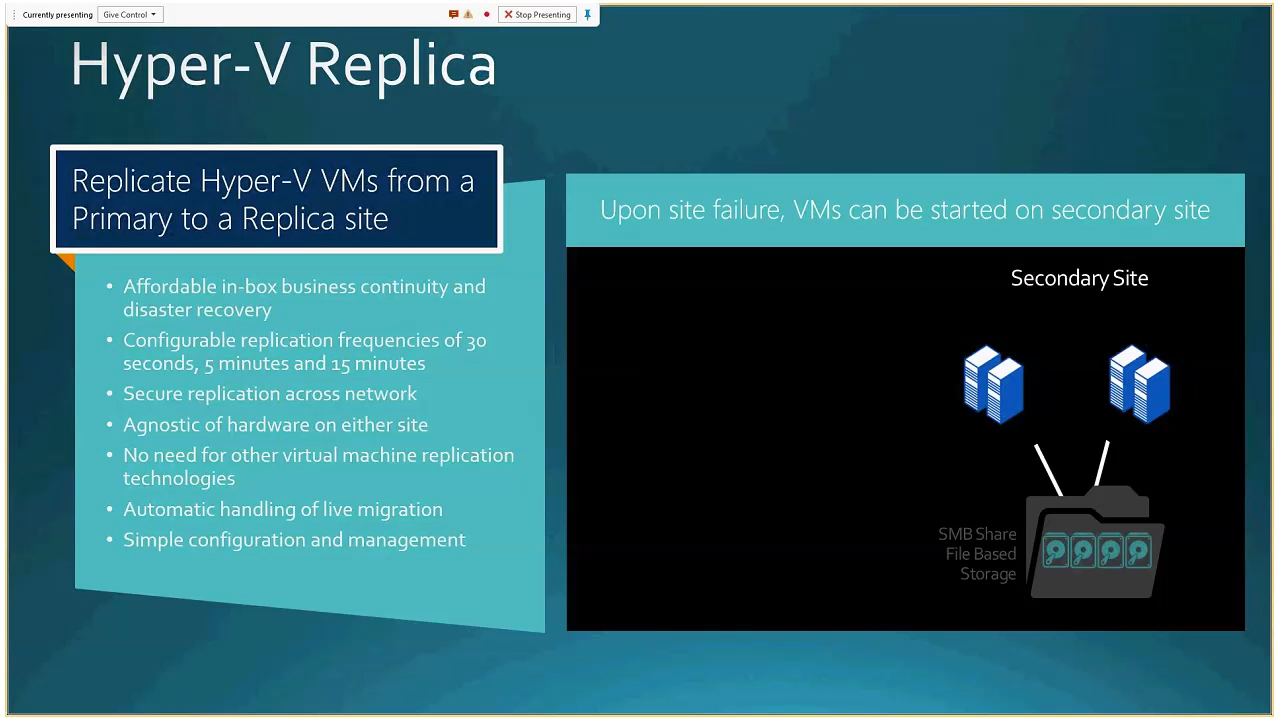 Currently presenting
Give Control
Stop Presenting
Hyper-V Replica
Replicate Hyper-V VMs from a
Primary to a Replica site
• Affordable in-box business continuity and
disaster recovery
• Configurable replication frequencies of 30
seconds, 5 minutes and 15 minutes
• Secure replication across network
• Agnostic of hardware on either site
• No need for other virtual machine replication
technologies
• Automatic handling of live migration
• Simple configuration and management
Upon site failure, VMs can be started on secondary site
Secondary Site
SMB Share
File Based
Storage